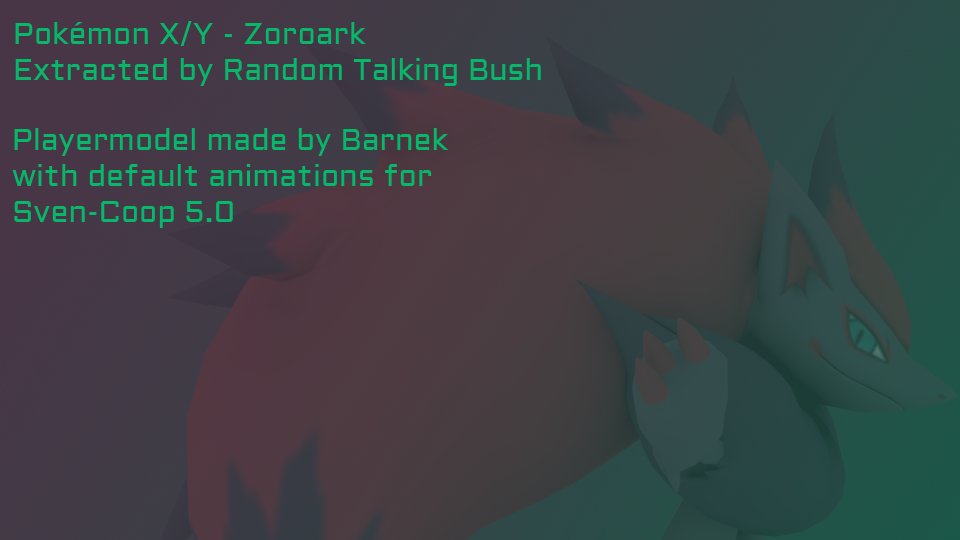 Pokémon X/Y - Zoroark
Extracted by Random Talking Bush
Playermodel made by Barnek
with default animations for
Sven-Coop 5.0